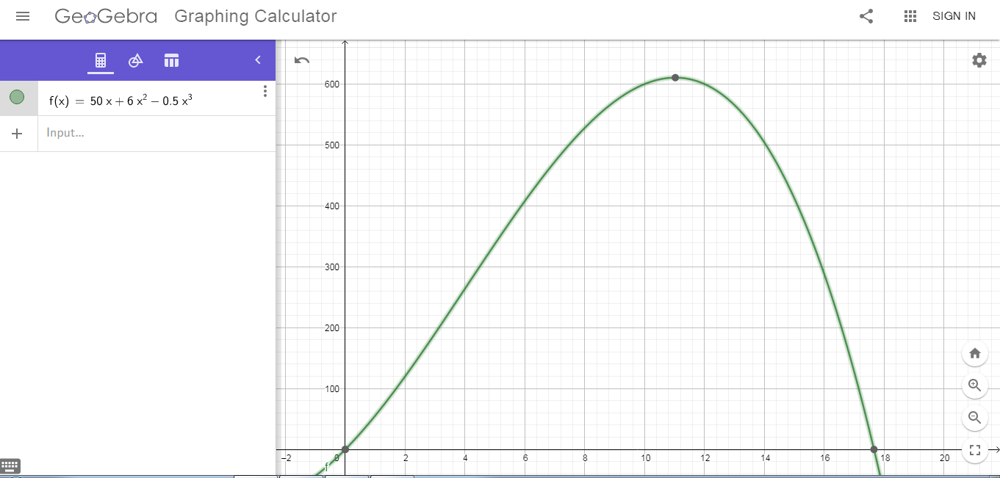 GeoGebra Graphing Calculator SIGN IN
f(x) = 50 x + 6 x² – 0.5 x³
Input...
600
500
400
300
200
100
–2 0 2 4 6 8 10 12 14 16 18 20
f